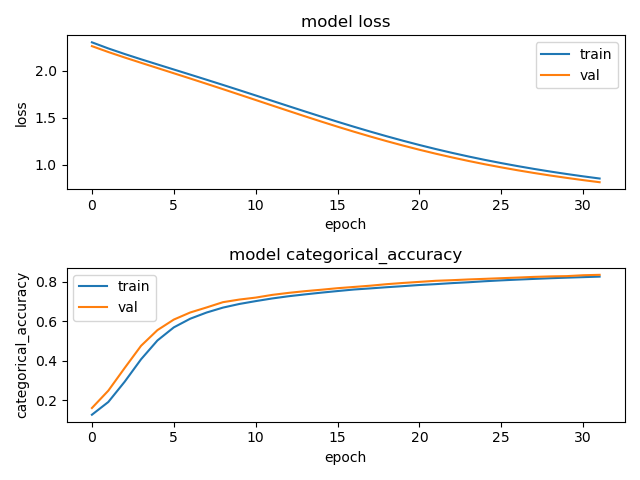 model loss
2.0
1.5
1.0
loss
train
val
0 5 10 15 20 25 30
epoch
model categorical_accuracy
0.8
0.6
0.4
0.2
categorical_accuracy
train
val
0 5 10 15 20 25 30
epoch